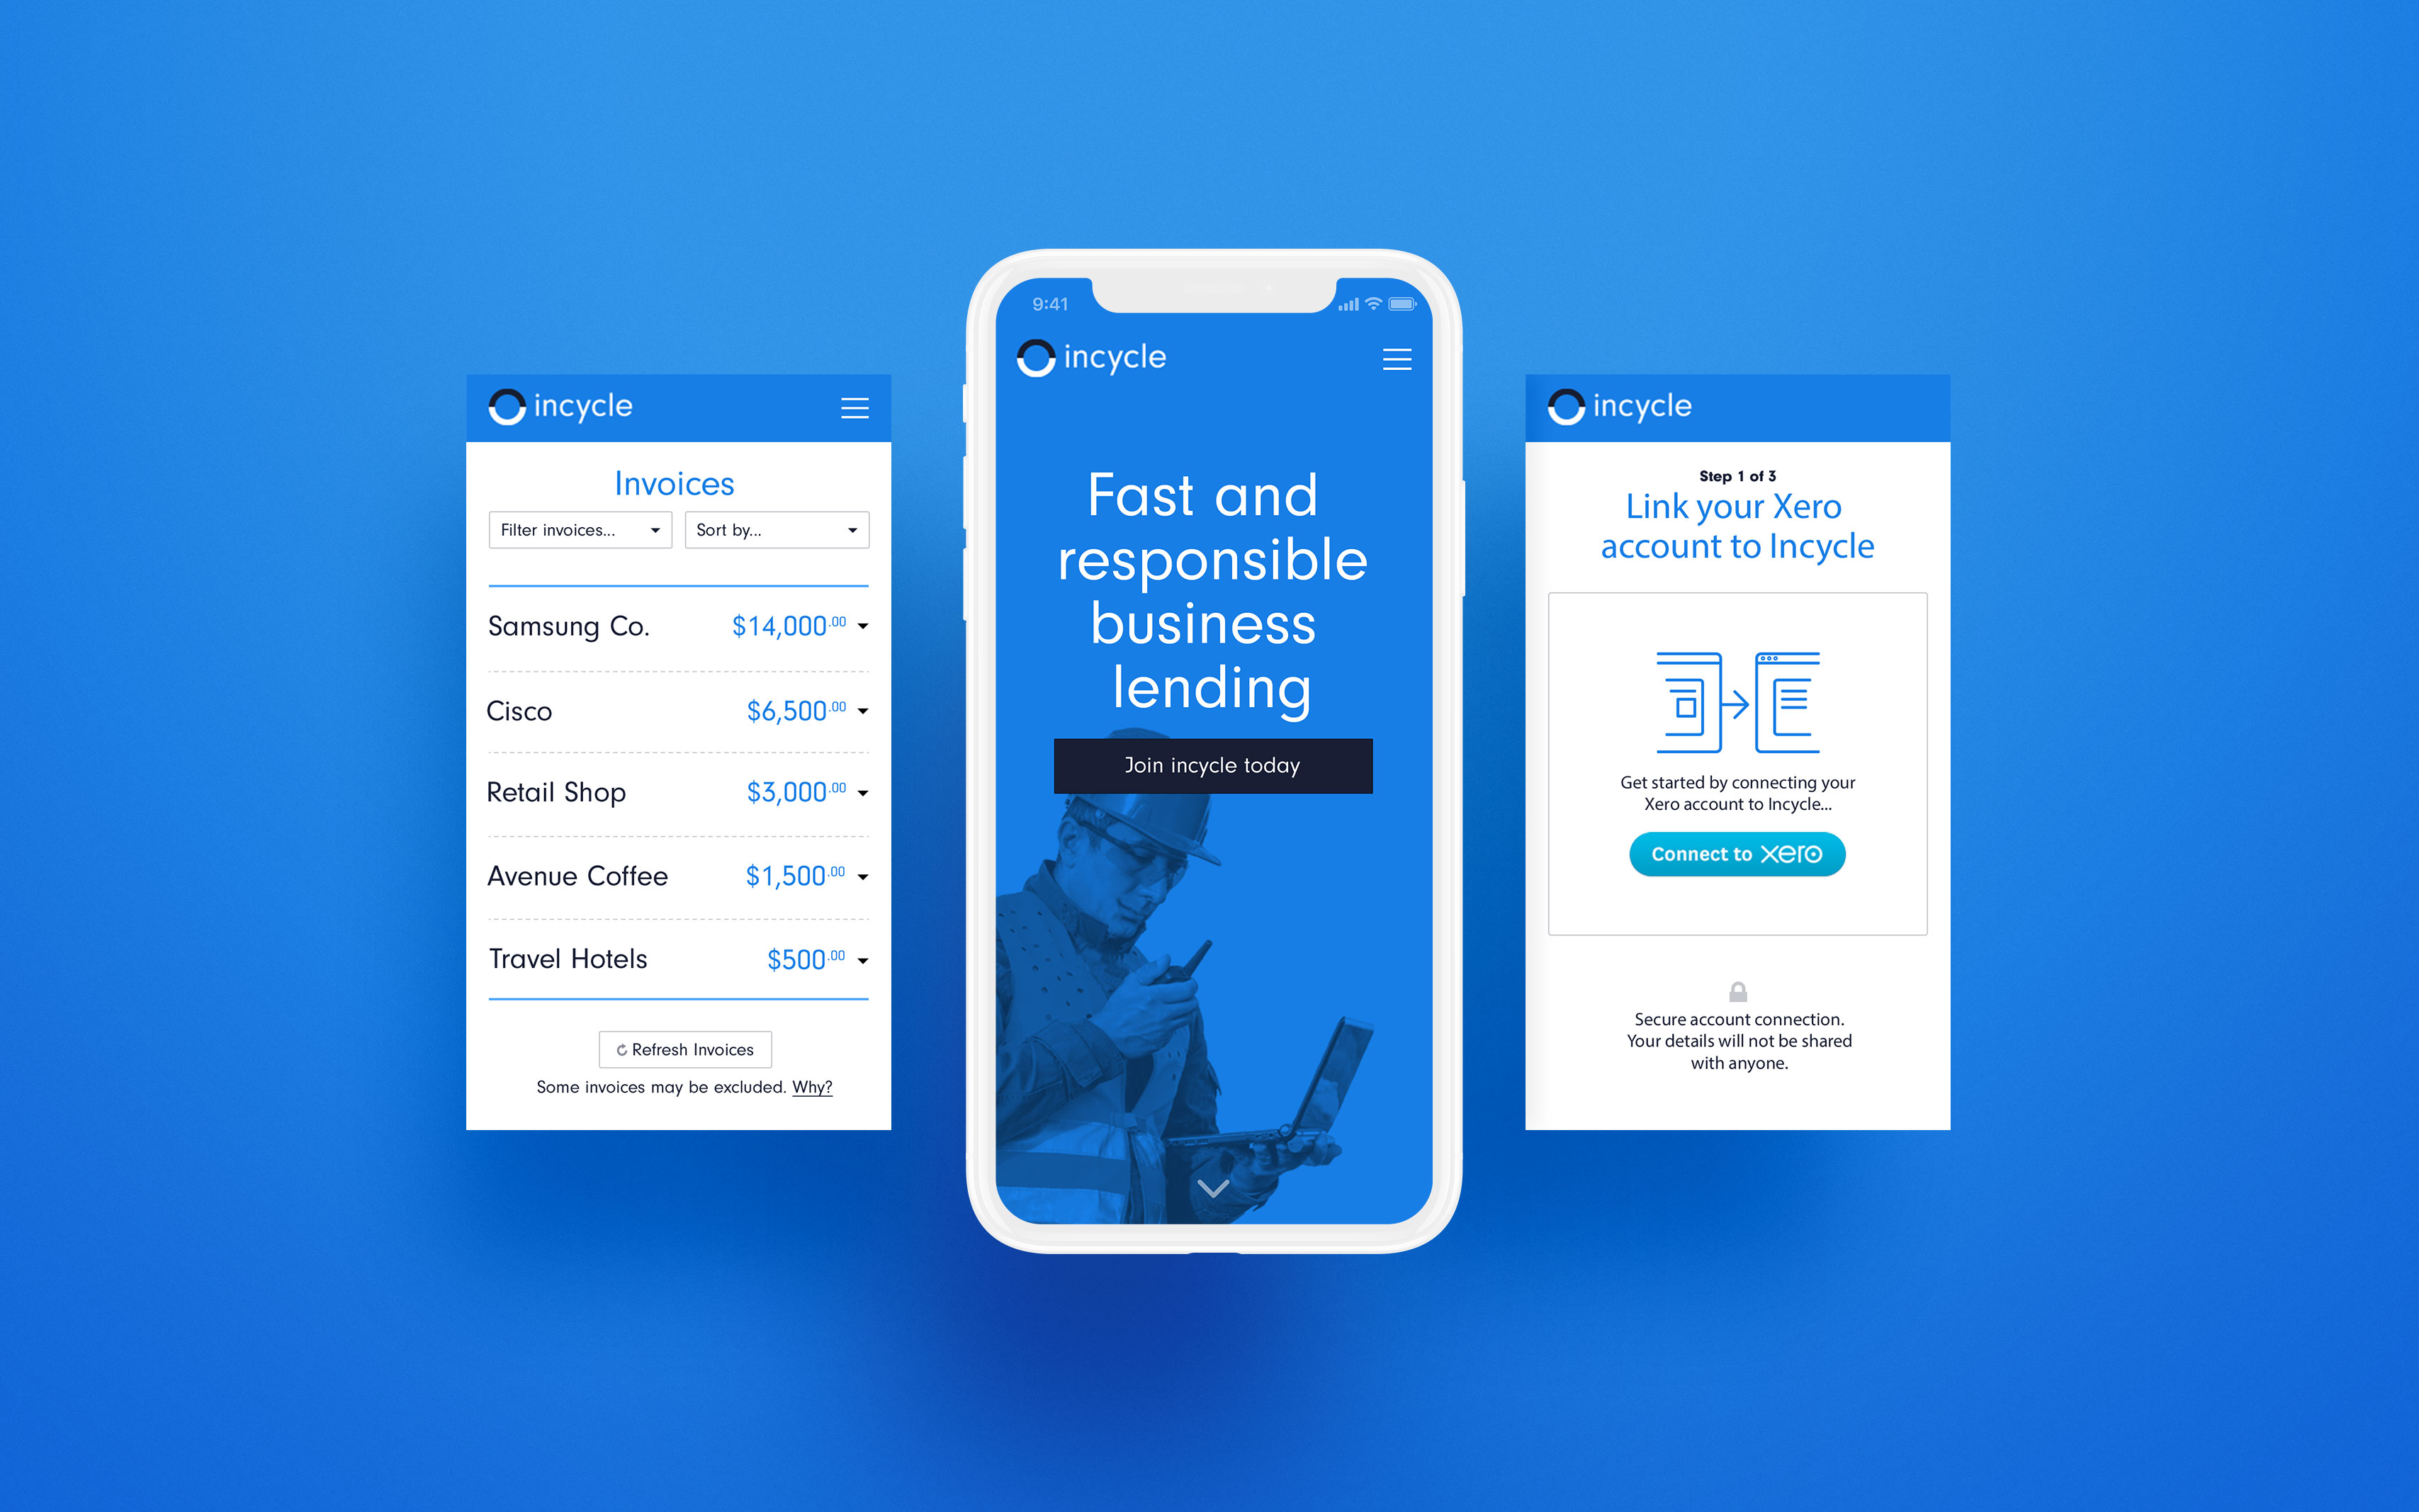 incycle
Invoices
Filter invoices...
Sort by...
Samsung Co. $14,000.00
Cisco $6,500.00
Retail Shop $3,000.00
Avenue Coffee $1,500.00
Travel Hotels $500.00
Refresh Invoices
Some invoices may be excluded. Why?
9:41
incycle
Fast and
responsible
business
lending
Join incycle today
incycle
Step 1 of 3
Link your Xero
account to Incycle
Get started by connecting your
Xero account to Incycle...
Connect to xero
Secure account connection.
Your details will not be shared
with anyone.